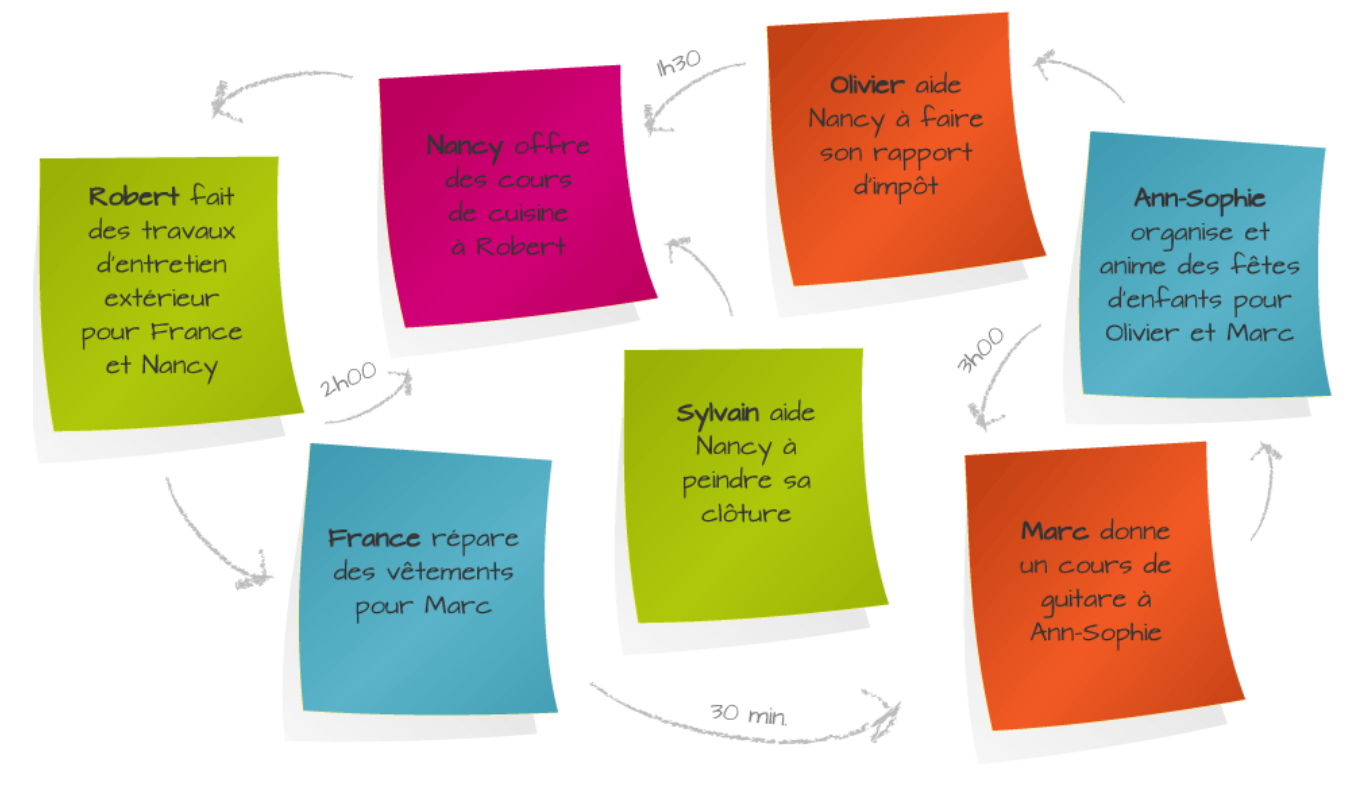 1h30
Olivier aide
Nancy à faire
son rapport
d'impôt
Nancy offre
des cours
de cuisine
à Robert
Robert fait
des travaux
d'entretien
extérieur
pour France
et Nancy
Ann-Sophie
organise et
anime des fêtes
d'enfants pour
Olivier et Marc
2h00
3h00
Sylvain aide
Nancy à
peindre sa
clôture
France répare
des vêtements
pour Marc
Marc donne
un cours de
guitare à
Ann-Sophie
30 min.